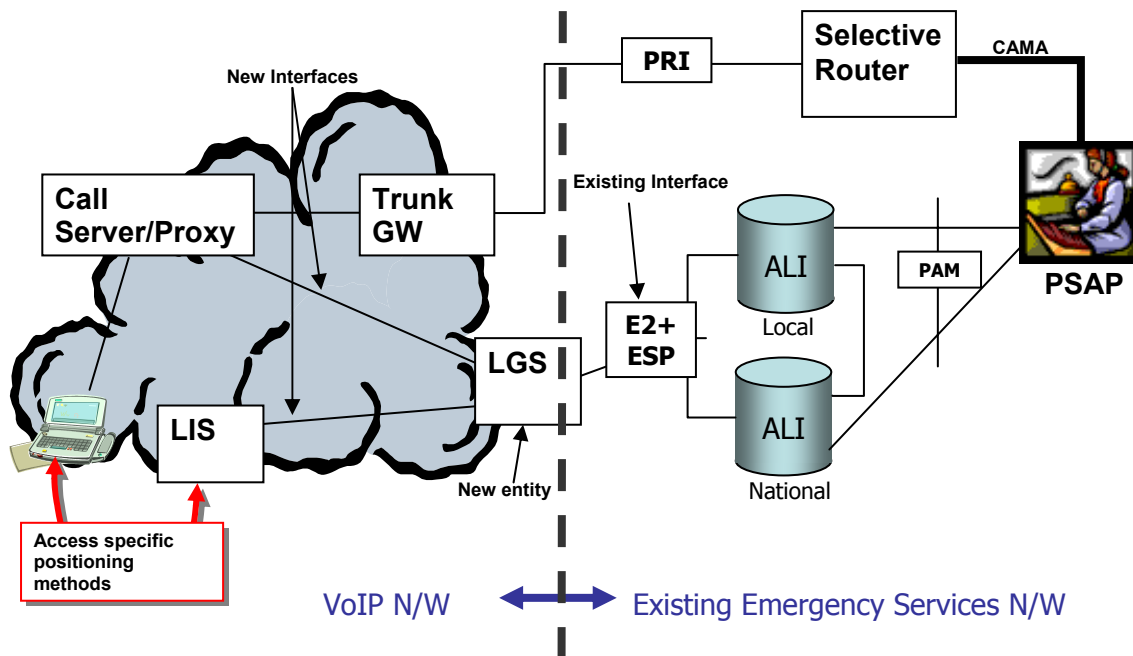 New Interfaces
PRI
Selective
Router
CAMA
Call
Server/Proxy
Trunk
GW
Existing Interface
ALI
Local
PAM
PSAP
E2+
ESP
LGS
ALI
National
LIS
New entity
Access specific
positioning
methods
VoIP N/W
Existing Emergency Services N/W